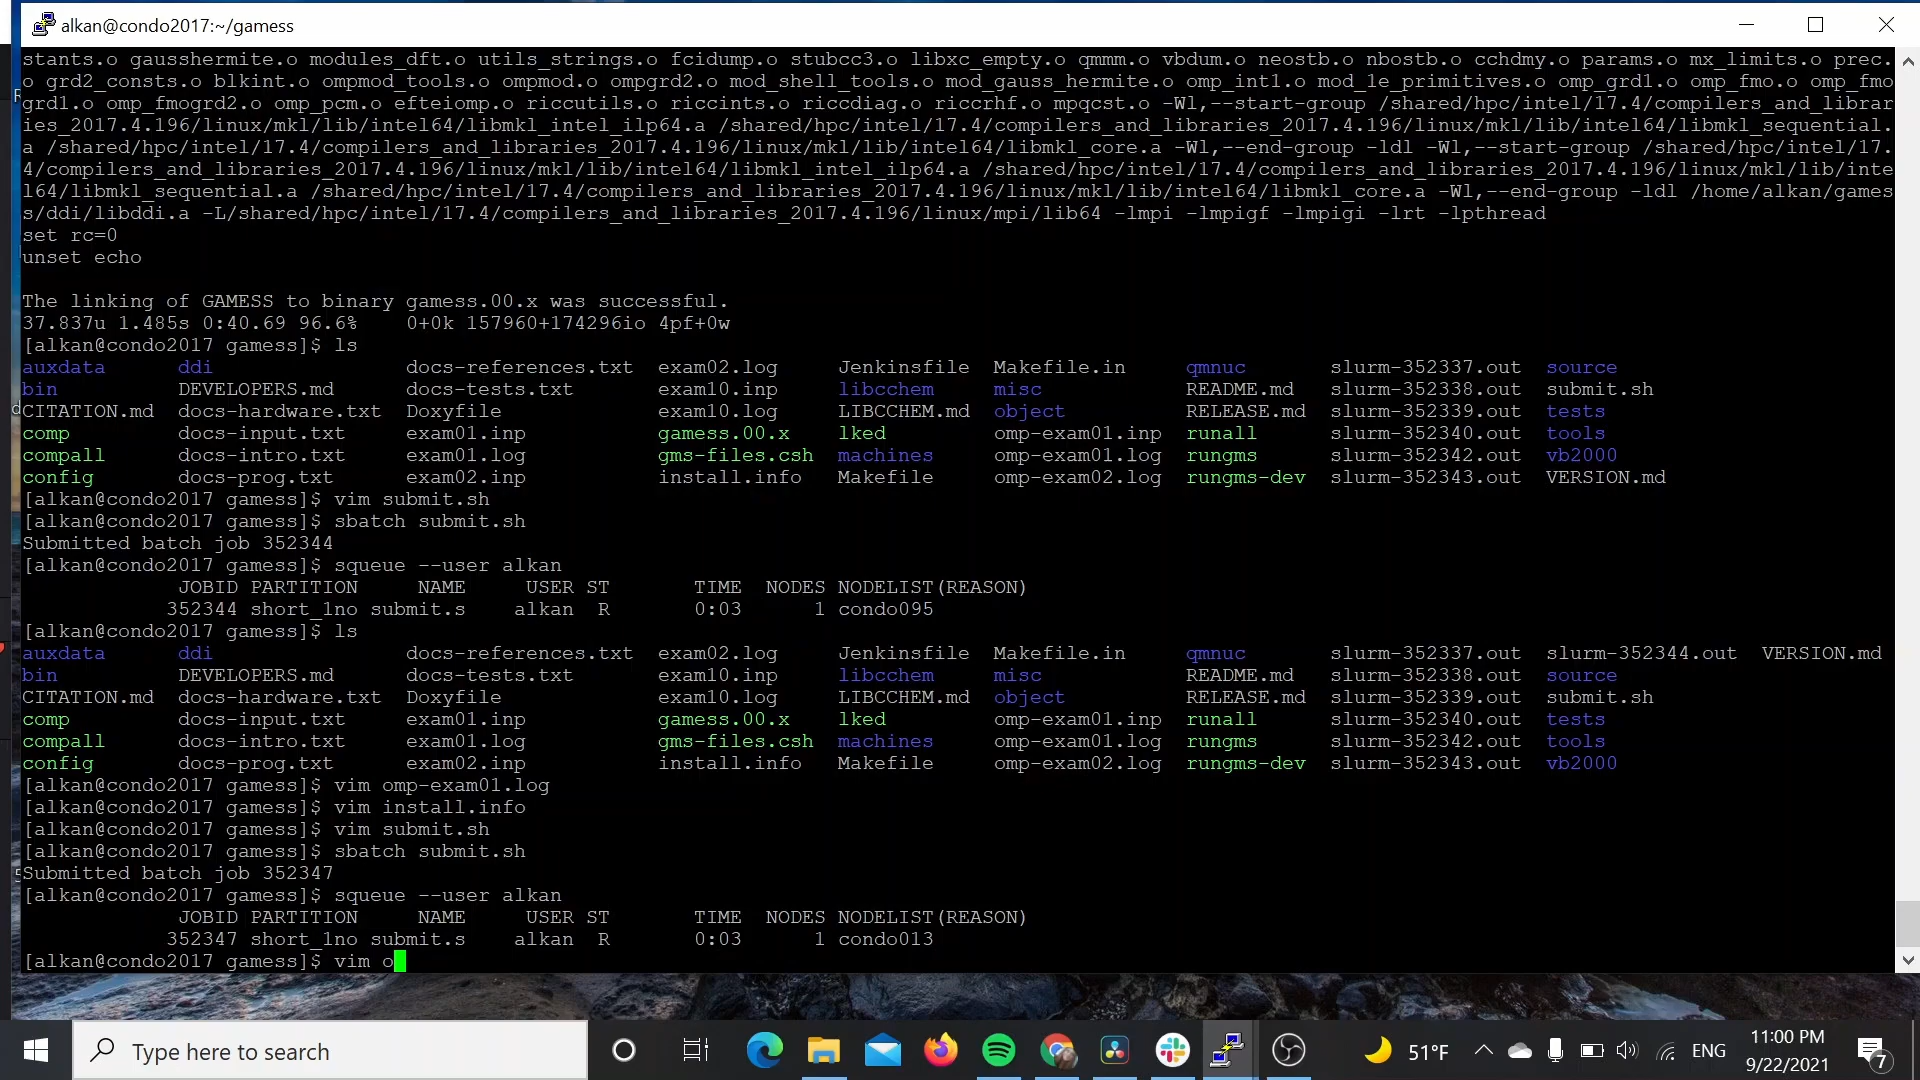 alkan@condo2017:~/gamess
stants.o gausshermite.o modules_dft.o utils_strings.o fcidump.o stubcc3.o libxc_empty.o qmmm.o vbdum.o neostb.o nbostb.o cchdmy.o params.o mx_limits.o prec.
o grd2_consts.o blkint.o ompmod_tools.o ompmod.o ompgrd2.o mod_shell_tools.o mod_gauss_hermite.o omp_int1.o mod_1e_primitives.o omp_grd1.o omp_fmo.o omp_fmo
grd1.o omp_fmogrd2.o omp_pcm.o efteiomp.o riccutils.o riccints.o riccdiag.o riccrhf.o mpqcst.o -Wl,--start-group /shared/hpc/intel/17.4/compilers_and_librar
ies_2017.4.196/linux/mkl/lib/intel64/libmkl_intel_ilp64.a /shared/hpc/intel/17.4/compilers_and_libraries_2017.4.196/linux/mkl/lib/intel64/libmkl_sequential.
a /shared/hpc/intel/17.4/compilers_and_libraries_2017.4.196/linux/mkl/lib/intel64/libmkl_core.a -Wl,--end-group -ldl -Wl,--start-group /shared/hpc/intel/17.
4/compilers_and_libraries_2017.4.196/linux/mkl/lib/intel64/libmkl_intel_ilp64.a /shared/hpc/intel/17.4/compilers_and_libraries_2017.4.196/linux/mkl/lib/inte
l64/libmkl_sequential.a /shared/hpc/intel/17.4/compilers_and_libraries_2017.4.196/linux/mkl/lib/intel64/libmkl_core.a -Wl,--end-group -ldl /home/alkan/games
s/ddi/libddi.a -L/shared/hpc/intel/17.4/compilers_and_libraries_2017.4.196/linux/mpi/lib64 -lmpi -lmpigf -lmpigi -lrt -lpthread
set rc=0
unset echo
The linking of GAMESS to binary gamess.00.x was successful.
37.837u 1.485s 0:40.69 96.6% 0+0k 157960+174296io 4pf+0w
[alkan@condo2017 gamess]$ ls
auxdata ddi docs-references.txt exam02.log Jenkinsfile Makefile.in qmnuc slurm-352337.out source
bin DEVELOPERS.md docs-tests.txt exam10.inp libcchem misc README.md slurm-352338.out submit.sh
CITATION.md docs-hardware.txt Doxyfile exam10.log LIBCCHEM.md object RELEASE.md slurm-352339.out tests
comp docs-input.txt exam01.inp gamess.00.x lked omp-exam01.inp runall slurm-352340.out tools
compall docs-intro.txt exam01.log gms-files.csh machines omp-exam01.log rungms slurm-352342.out vb2000
config docs-prog.txt exam02.inp install.info Makefile omp-exam02.log rungms-dev slurm-352343.out VERSION.md
[alkan@condo2017 gamess]$ vim submit.sh
[alkan@condo2017 gamess]$ sbatch submit.sh
Submitted batch job 352344
[alkan@condo2017 gamess]$ squeue --user alkan
JOBID PARTITION NAME USER ST TIME NODES NODELIST(REASON)
352344 short_1no submit.s alkan R 0:03 1 condo095
[alkan@condo2017 gamess]$ ls
auxdata ddi docs-references.txt exam02.log Jenkinsfile Makefile.in qmnuc slurm-352337.out slurm-352344.out VERSION.md
bin DEVELOPERS.md docs-tests.txt exam10.inp libcchem misc README.md slurm-352338.out source
CITATION.md docs-hardware.txt Doxyfile exam10.log LIBCCHEM.md object RELEASE.md slurm-352339.out submit.sh
comp docs-input.txt exam01.inp gamess.00.x lked omp-exam01.inp runall slurm-352340.out tests
compall docs-intro.txt exam01.log gms-files.csh machines omp-exam01.log rungms slurm-352342.out tools
config docs-prog.txt exam02.inp install.info Makefile omp-exam02.log rungms-dev slurm-352343.out vb2000
[alkan@condo2017 gamess]$ vim omp-exam01.log
[alkan@condo2017 gamess]$ vim install.info
[alkan@condo2017 gamess]$ vim submit.sh
[alkan@condo2017 gamess]$ sbatch submit.sh
Submitted batch job 352347
[alkan@condo2017 gamess]$ squeue --user alkan
JOBID PARTITION NAME USER ST TIME NODES NODELIST(REASON)
352347 short_1no submit.s alkan R 0:03 1 condo013
[alkan@condo2017 gamess]$ vim o
Type here to search
51°F
ENG
11:00 PM
9/22/2021
7